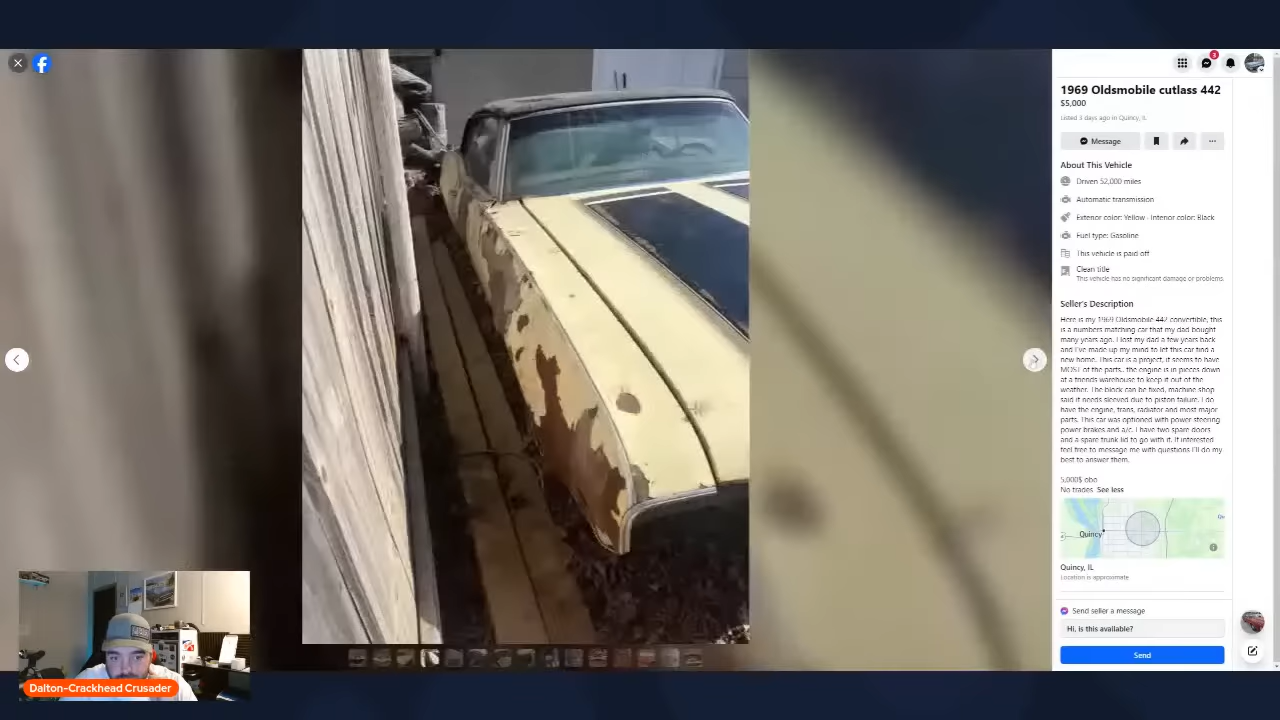 1969 Oldsmobile cutlass 442
$5,000
Listed 3 days ago in Quincy, IL
3
Message
About This Vehicle
Driven 52,000 miles
Automatic transmission
Exterior color: Yellow · Interior color: Black
Fuel type: Gasoline
This vehicle is paid off
Clean title
This vehicle has no significant damage or problems.
Seller's Description
Here is my 1969 Oldsmobile 442 convertible, this
is a numbers matching car that my dad bought
many years ago. I lost my dad a few years back
and I've made up my mind to let this car find a
new home. This car is a project, it seems to have
MOST of the parts.. the engine is in pieces down
at a friends warehouse to keep it out of the
weather. The block can be fixed, machine shop
said it needs sleeved due to piston failure. I do
have the engine, trans, radiator and most major
parts. This car was optioned with power steering
power brakes and a/c. I have two spare doors
and a spare trunk lid to go with it. If interested
feel free to message me with questions I'll do my
best to answer them.
5,000$ obo
No trades See less
Quincy
Quincy, IL
Location is approximate
Send seller a message
Hi, is this available?
Send
Dalton-Crackhead Crusader